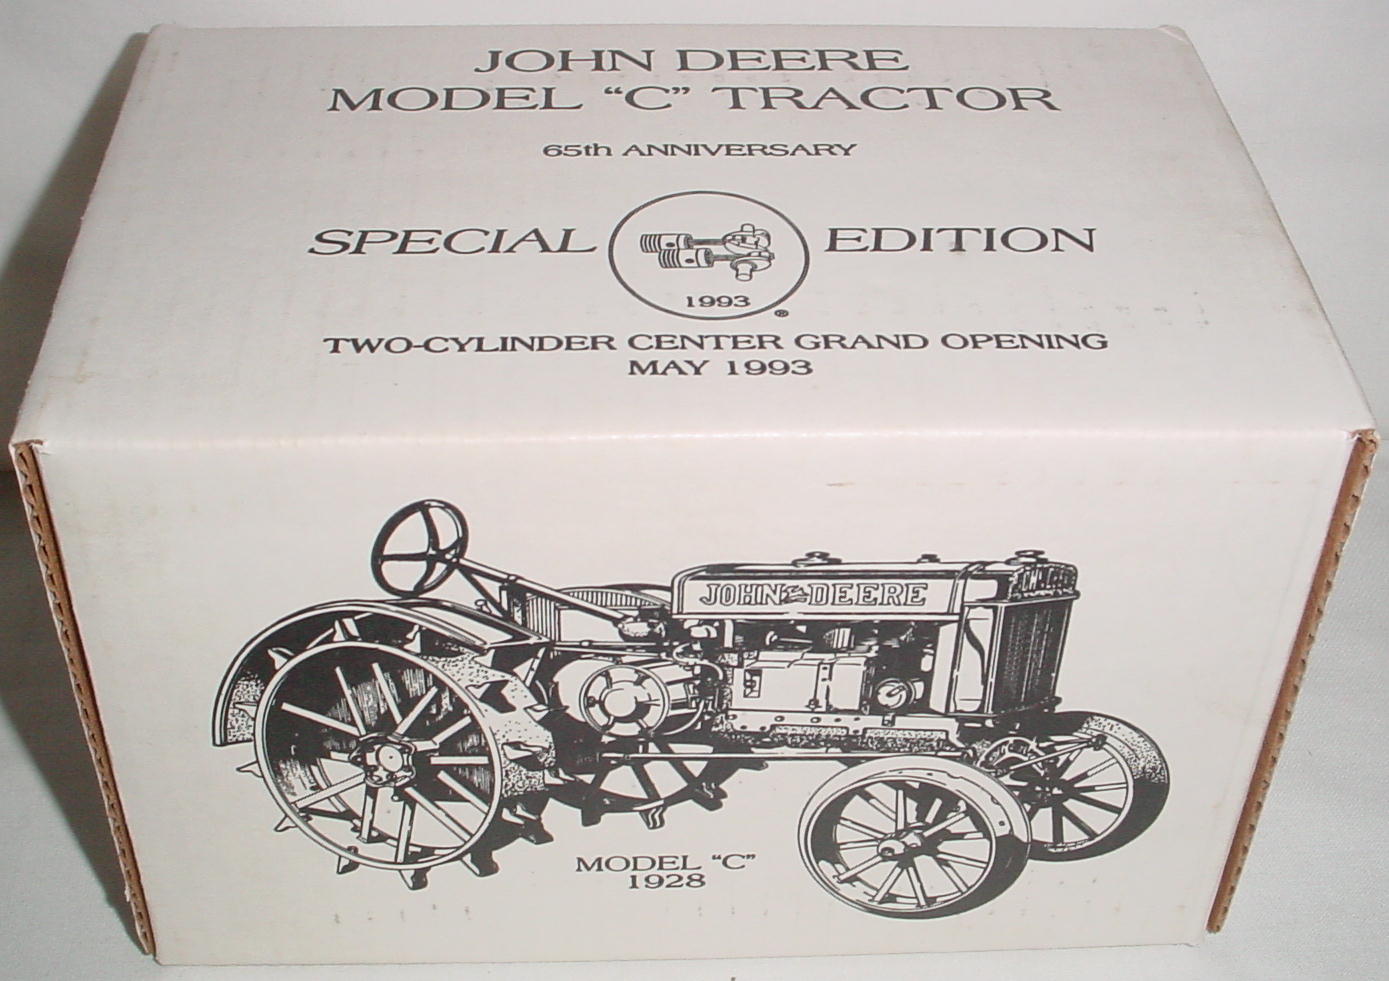 JOHN DEERE
MODEL “C” TRACTOR
65th ANNIVERSARY
SPECIAL EDITION
1993
®
TWO-CYLINDER CENTER GRAND OPENING
MAY 1993
JOHN DEERE
MODEL “C”
1928